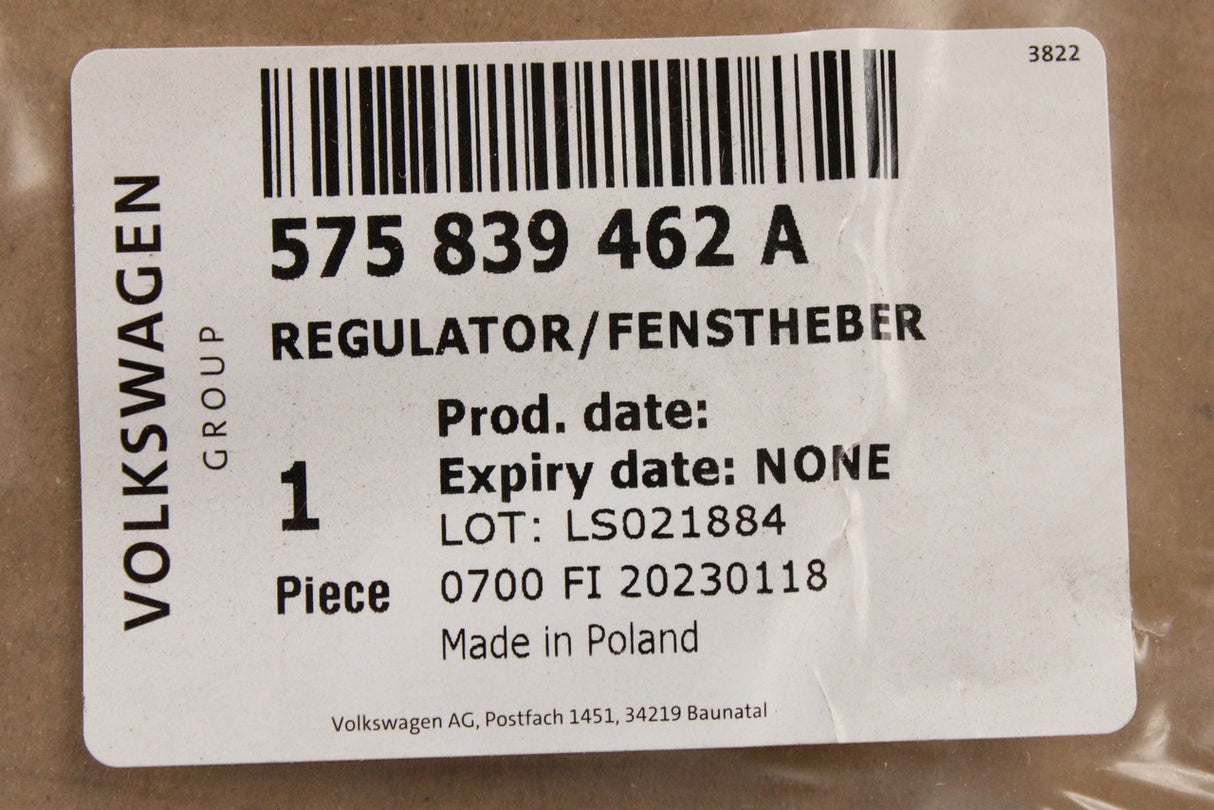 3822
VOLKSWAGEN
GROUP
575 839 462 A
REGULATOR/FENSTHEBER
1
Piece
Prod. date:
Expiry date: NONE
LOT: LS021884
0700 FI 20230118
Made in Poland
Volkswagen AG, Postfach 1451, 34219 Baunatal